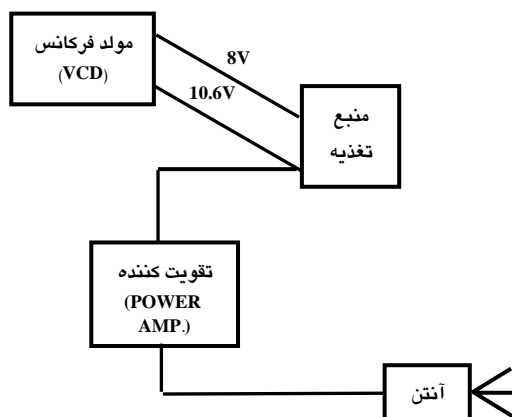 مولد فرکانس
(VCD)
8V
10.6V
منبع
تغذیه
تقویت کننده
(POWER
AMP.)
آنتن